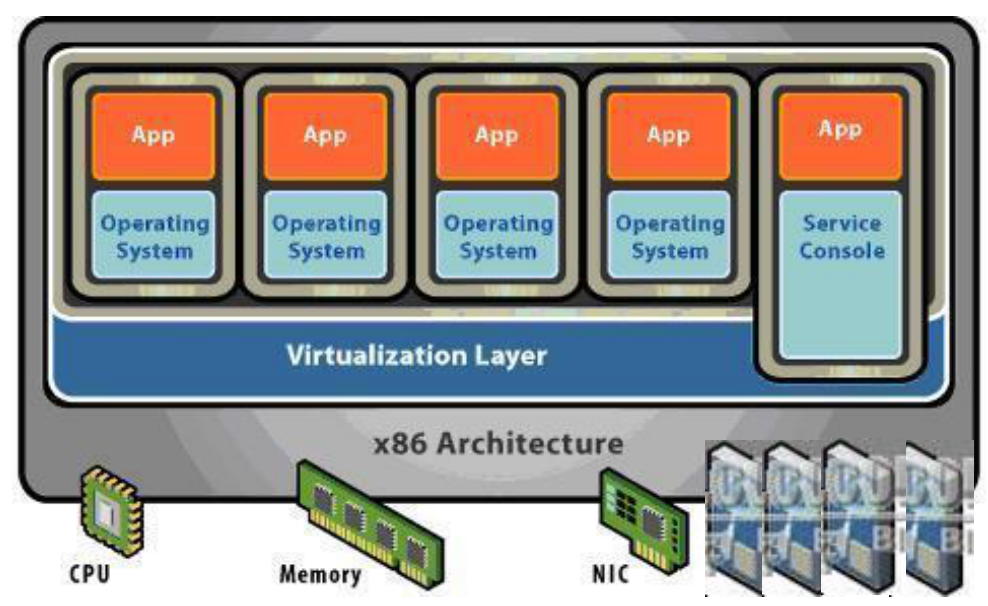 App
App
App
App
App
Operating
System
Operating
System
Operating
System
Operating
System
Service
Console
Virtualization Layer
x86 Architecture
CPU
Memory
NIC